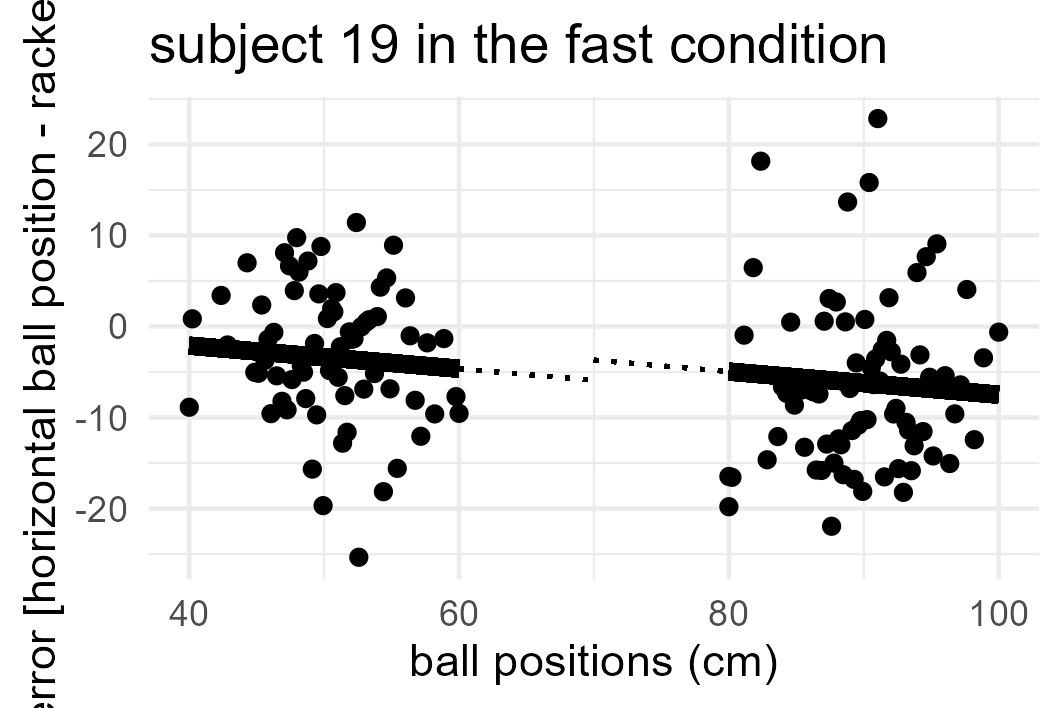 subject 19 in the fast condition
error [horizontal ball position - racke
20
10
0
-10
-20
40 60 80 100
ball positions (cm)